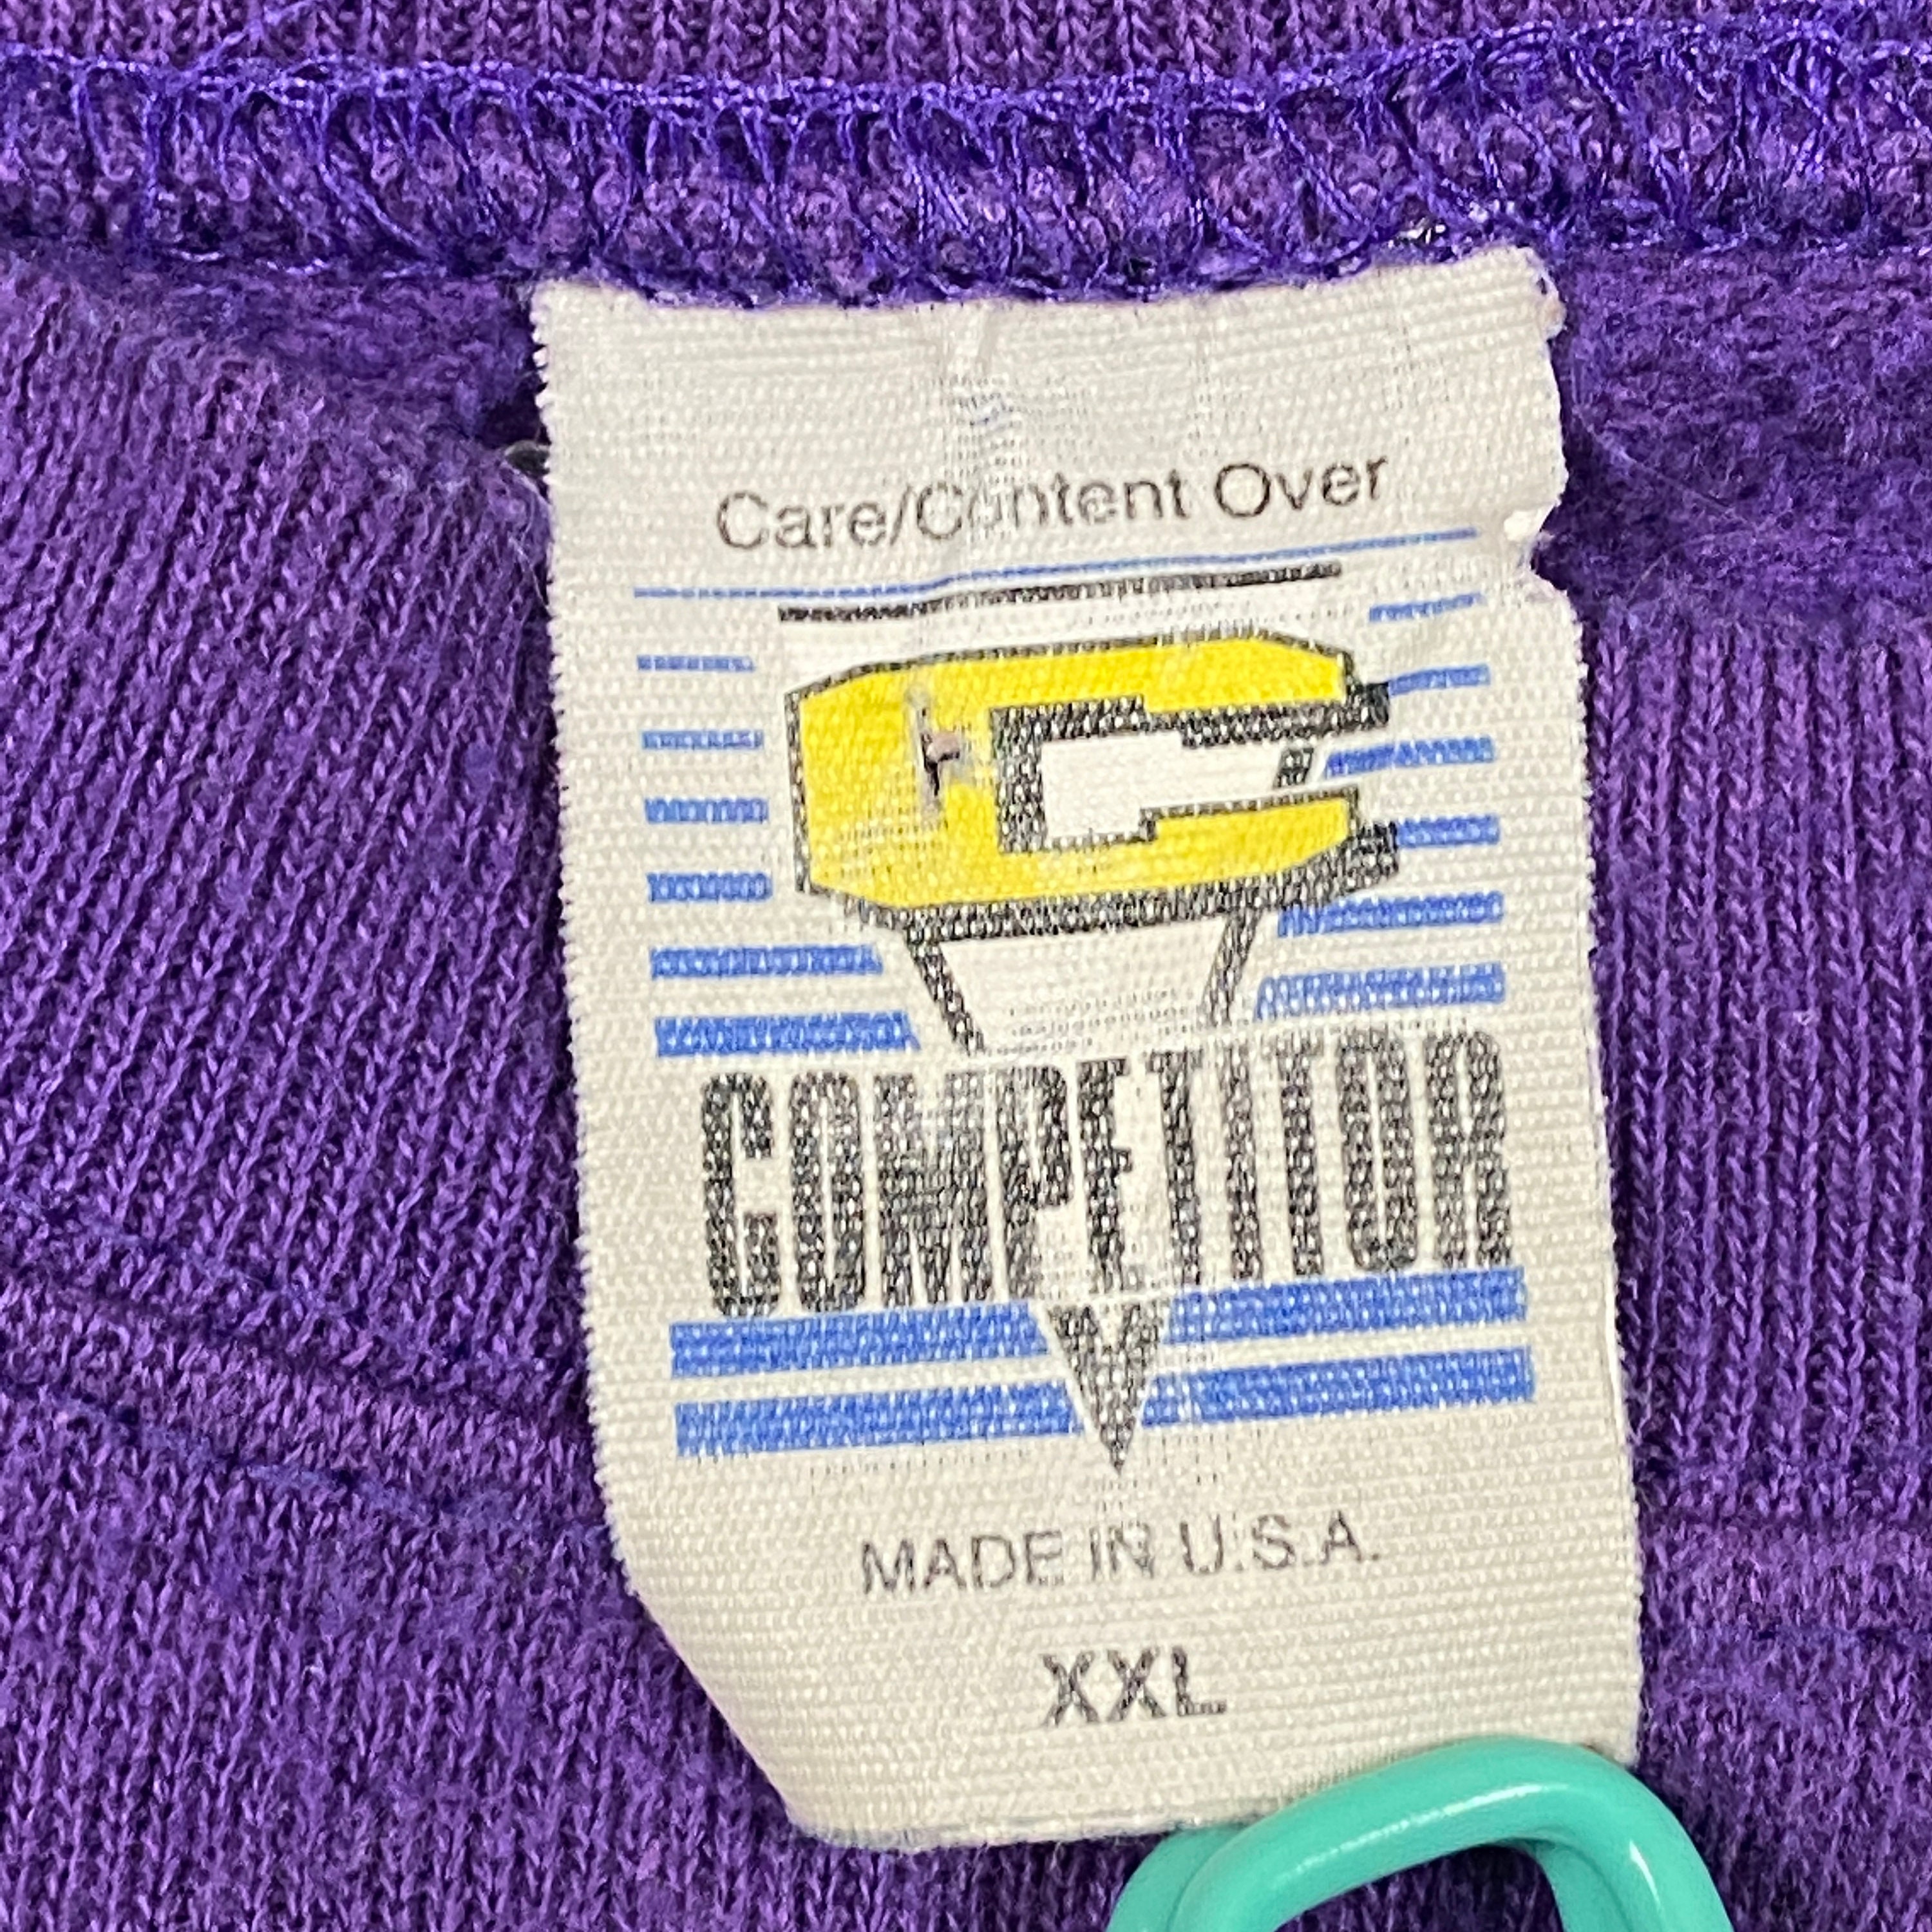 Care/Content Over
C
COMPETITOR
MADE IN U.S.A.
XXL